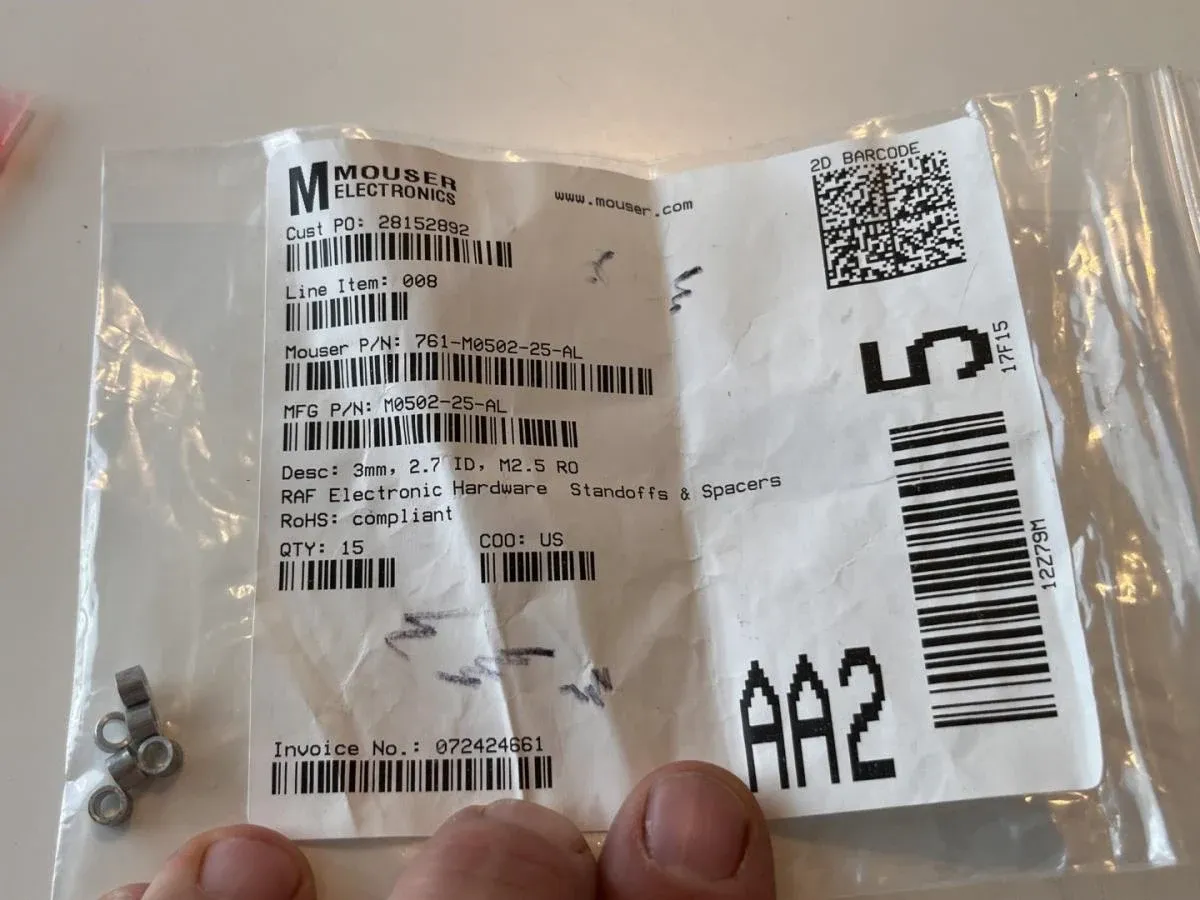 M MOUSER
ELECTRONICS
www.mouser.com
2D BARCODE
Cust PO: 28152892
Line Item: 008
Mouser P/N: 761-M0502-25-AL
MFG P/N: M0502-25-AL
Desc: 3mm, 2.7 ID, M2.5 RO
RAF Electronic Hardware Standoffs & Spacers
RoHS: compliant
QTY: 15
COO: US
Invoice No.: 072424661
5
17F15
12Z79M
AA2